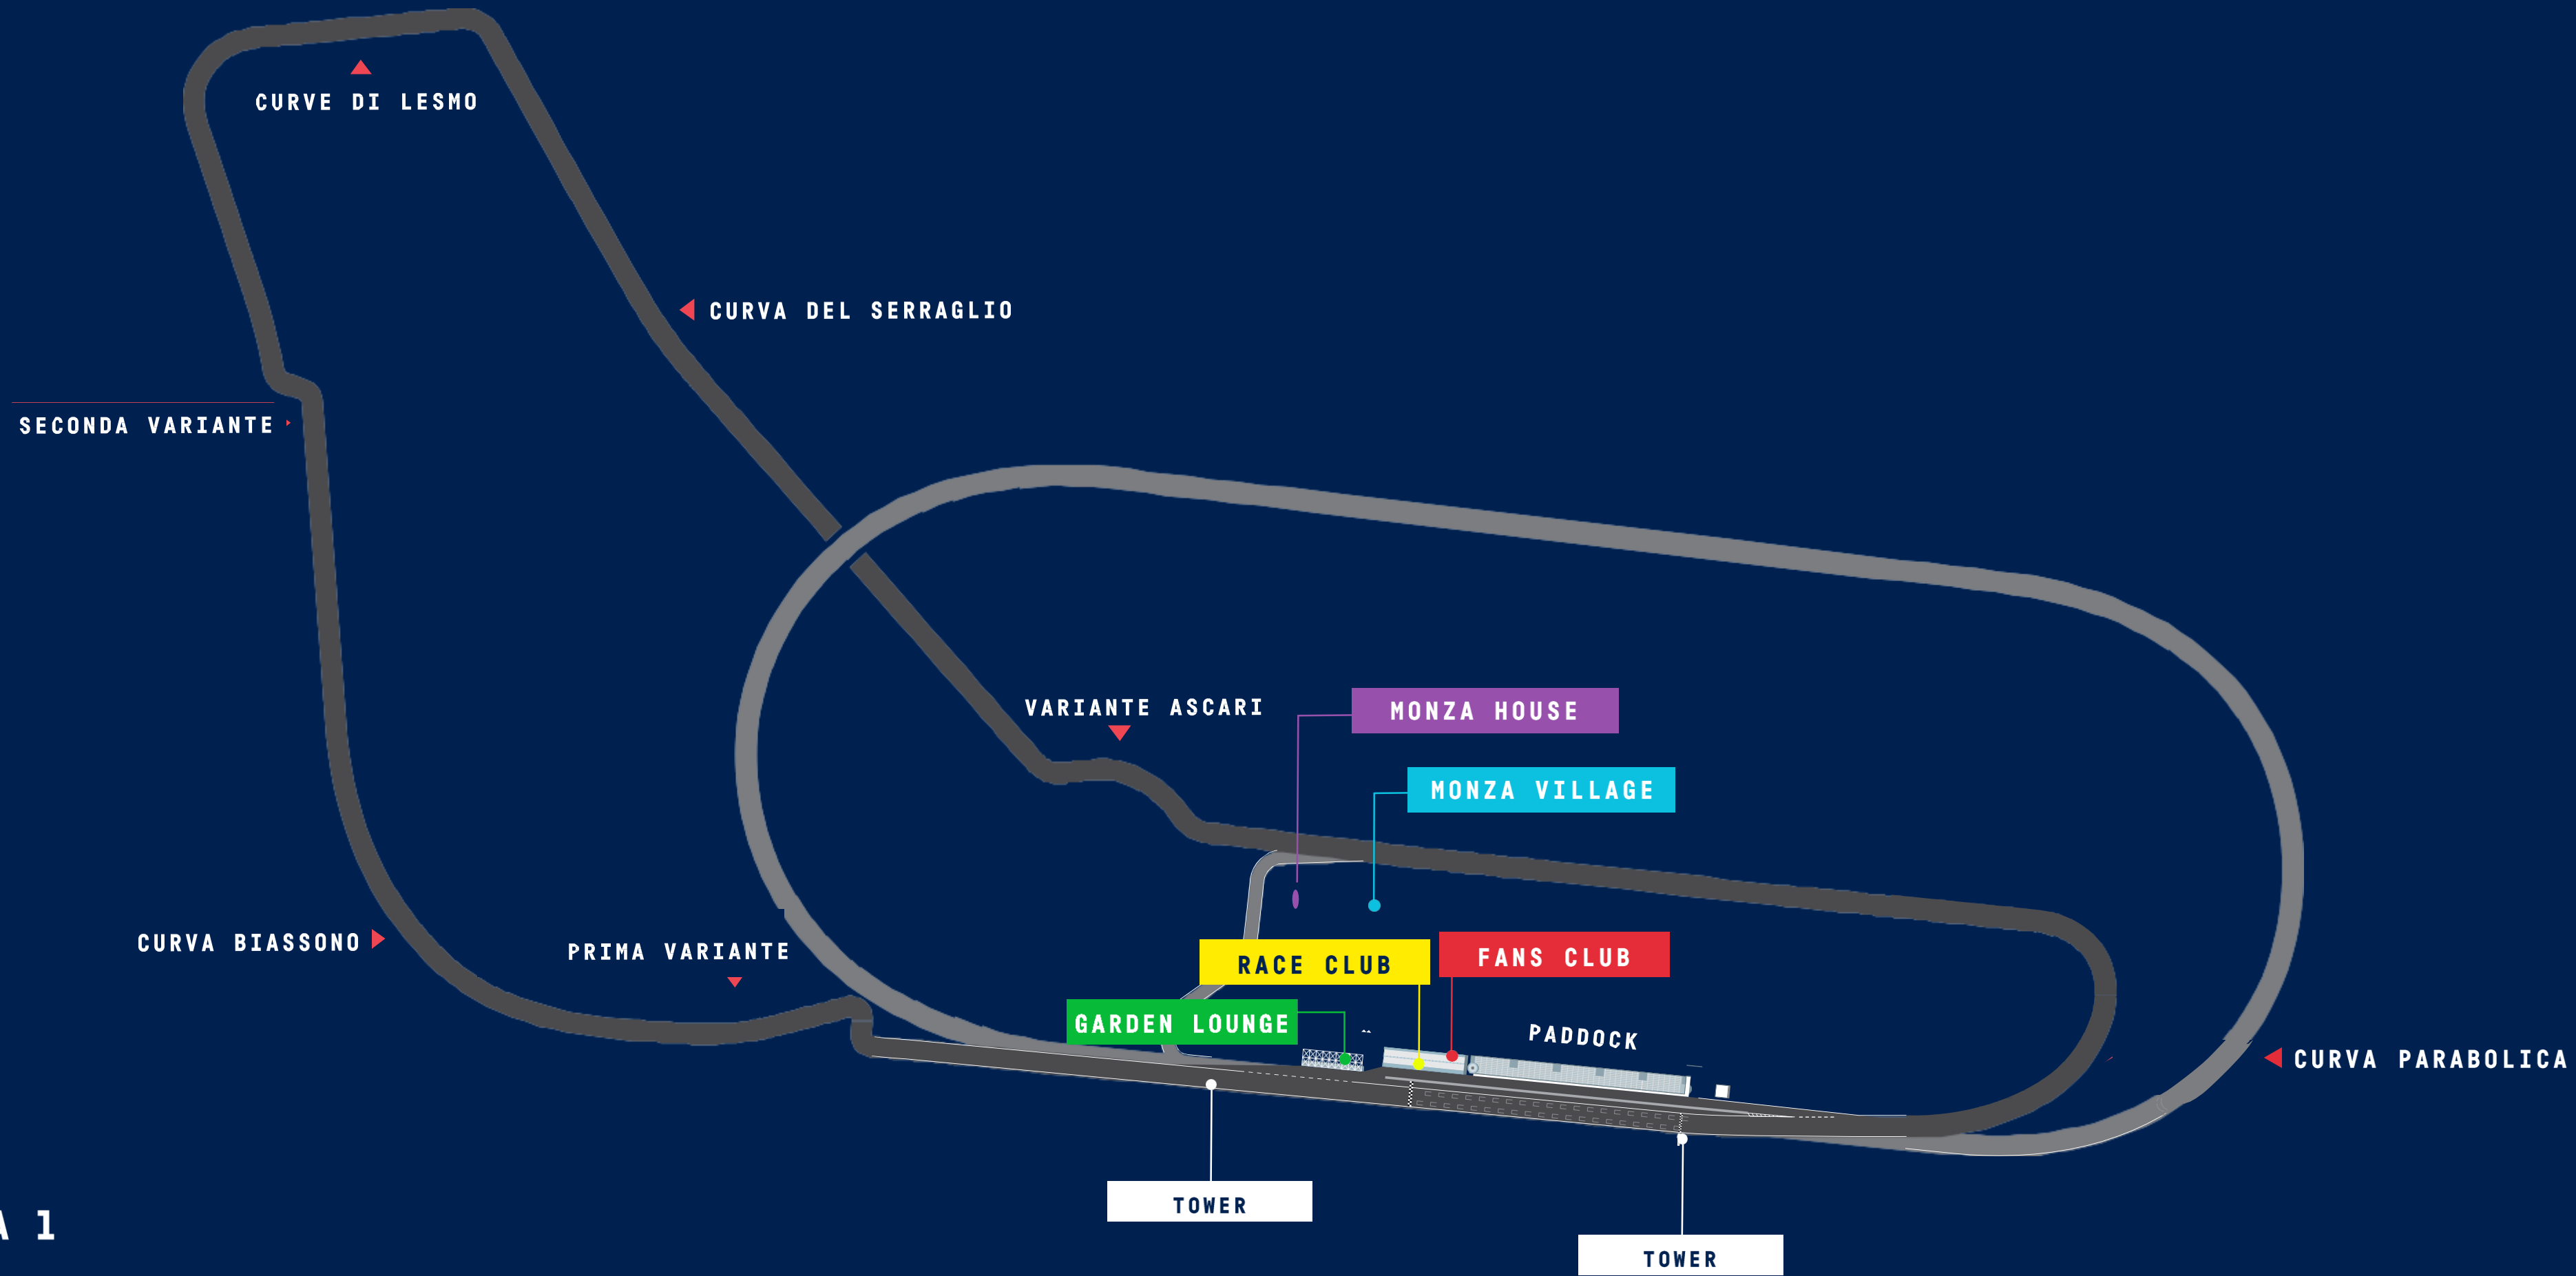 CURVE DI LESMO
CURVA DEL SERRAGLIO
SECONDA VARIANTE
VARIANTE ASCARI
MONZA HOUSE
MONZA VILLAGE
CURVA BIASSONO
PRIMA VARIANTE
RACE CLUB
FANS CLUB
GARDEN LOUNGE
PADDOCK
CURVA PARABOLICA
TOWER
A 1
TOWER